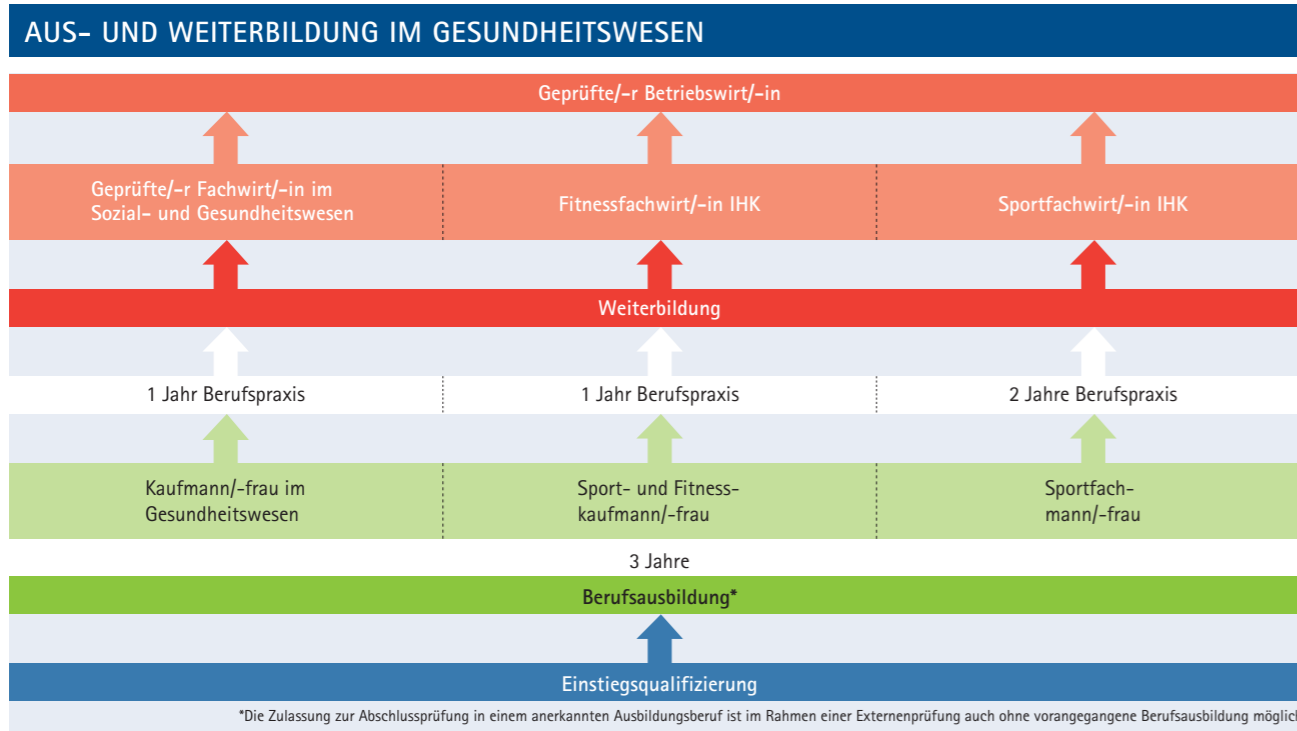 AUS- UND WEITERBILDUNG IM GESUNDHEITSWESEN
Geprüfte/-r Betriebswirt/-in
Geprüfte/-r Fachwirt/-in im
Sozial- und Gesundheitswesen
Fitnessfachwirt/-in IHK
Sportfachwirt/-in IHK
Weiterbildung
1 Jahr Berufspraxis
1 Jahr Berufspraxis
2 Jahre Berufspraxis
Kaufmann/-frau im
Gesundheitswesen
Sport- und Fitness-
kaufmann/-frau
Sportfach-
mann/-frau
3 Jahre
Berufsausbildung*
Einstiegsqualifizierung
*Die Zulassung zur Abschlussprüfung in einem anerkannten Ausbildungsberuf ist im Rahmen einer Externenprüfung auch ohne vorangegangene Berufsausbildung möglich